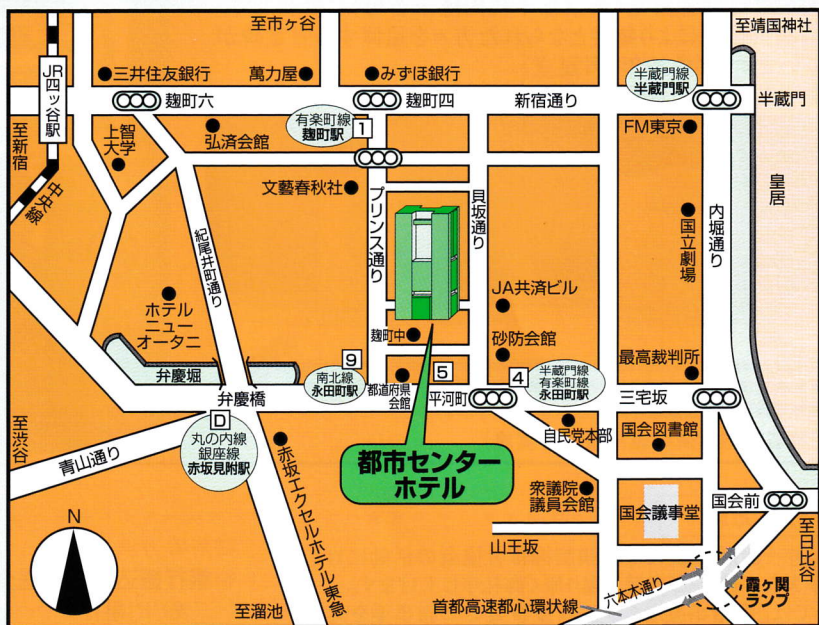 至市ヶ谷
至靖国神社
JR四ッ谷駅
三井住友銀行
萬力屋
みずほ銀行
半蔵門線
半蔵門駅
麹町六
麹町四
新宿通り
半蔵門
至新宿
上智
大学
弘済会館
有楽町線
麹町駅
1
FM東京
中央線
文藝春秋社
プリンス通り
貝坂通り
国立劇場
内堀通り
皇居
紀尾井町通り
ホテル
ニュー
オータニ
JA共済ビル
麹町中
砂防会館
弁慶堀
9
南北線
永田町駅
都道府県
会館
5
平河町
4
半蔵門線
有楽町線
永田町駅
最高裁判所
弁慶橋
三宅坂
至渋谷
青山通り
D
丸の内線
銀座線
赤坂見附駅
赤坂エクセルホテル東急
都市センター
ホテル
自民党本部
国会図書館
衆議院
議員会館
国会議事堂
国会前
至日比谷
N
山王坂
六本木通り
霞ヶ関
ランプ
至溜池
首都高速都心環状線